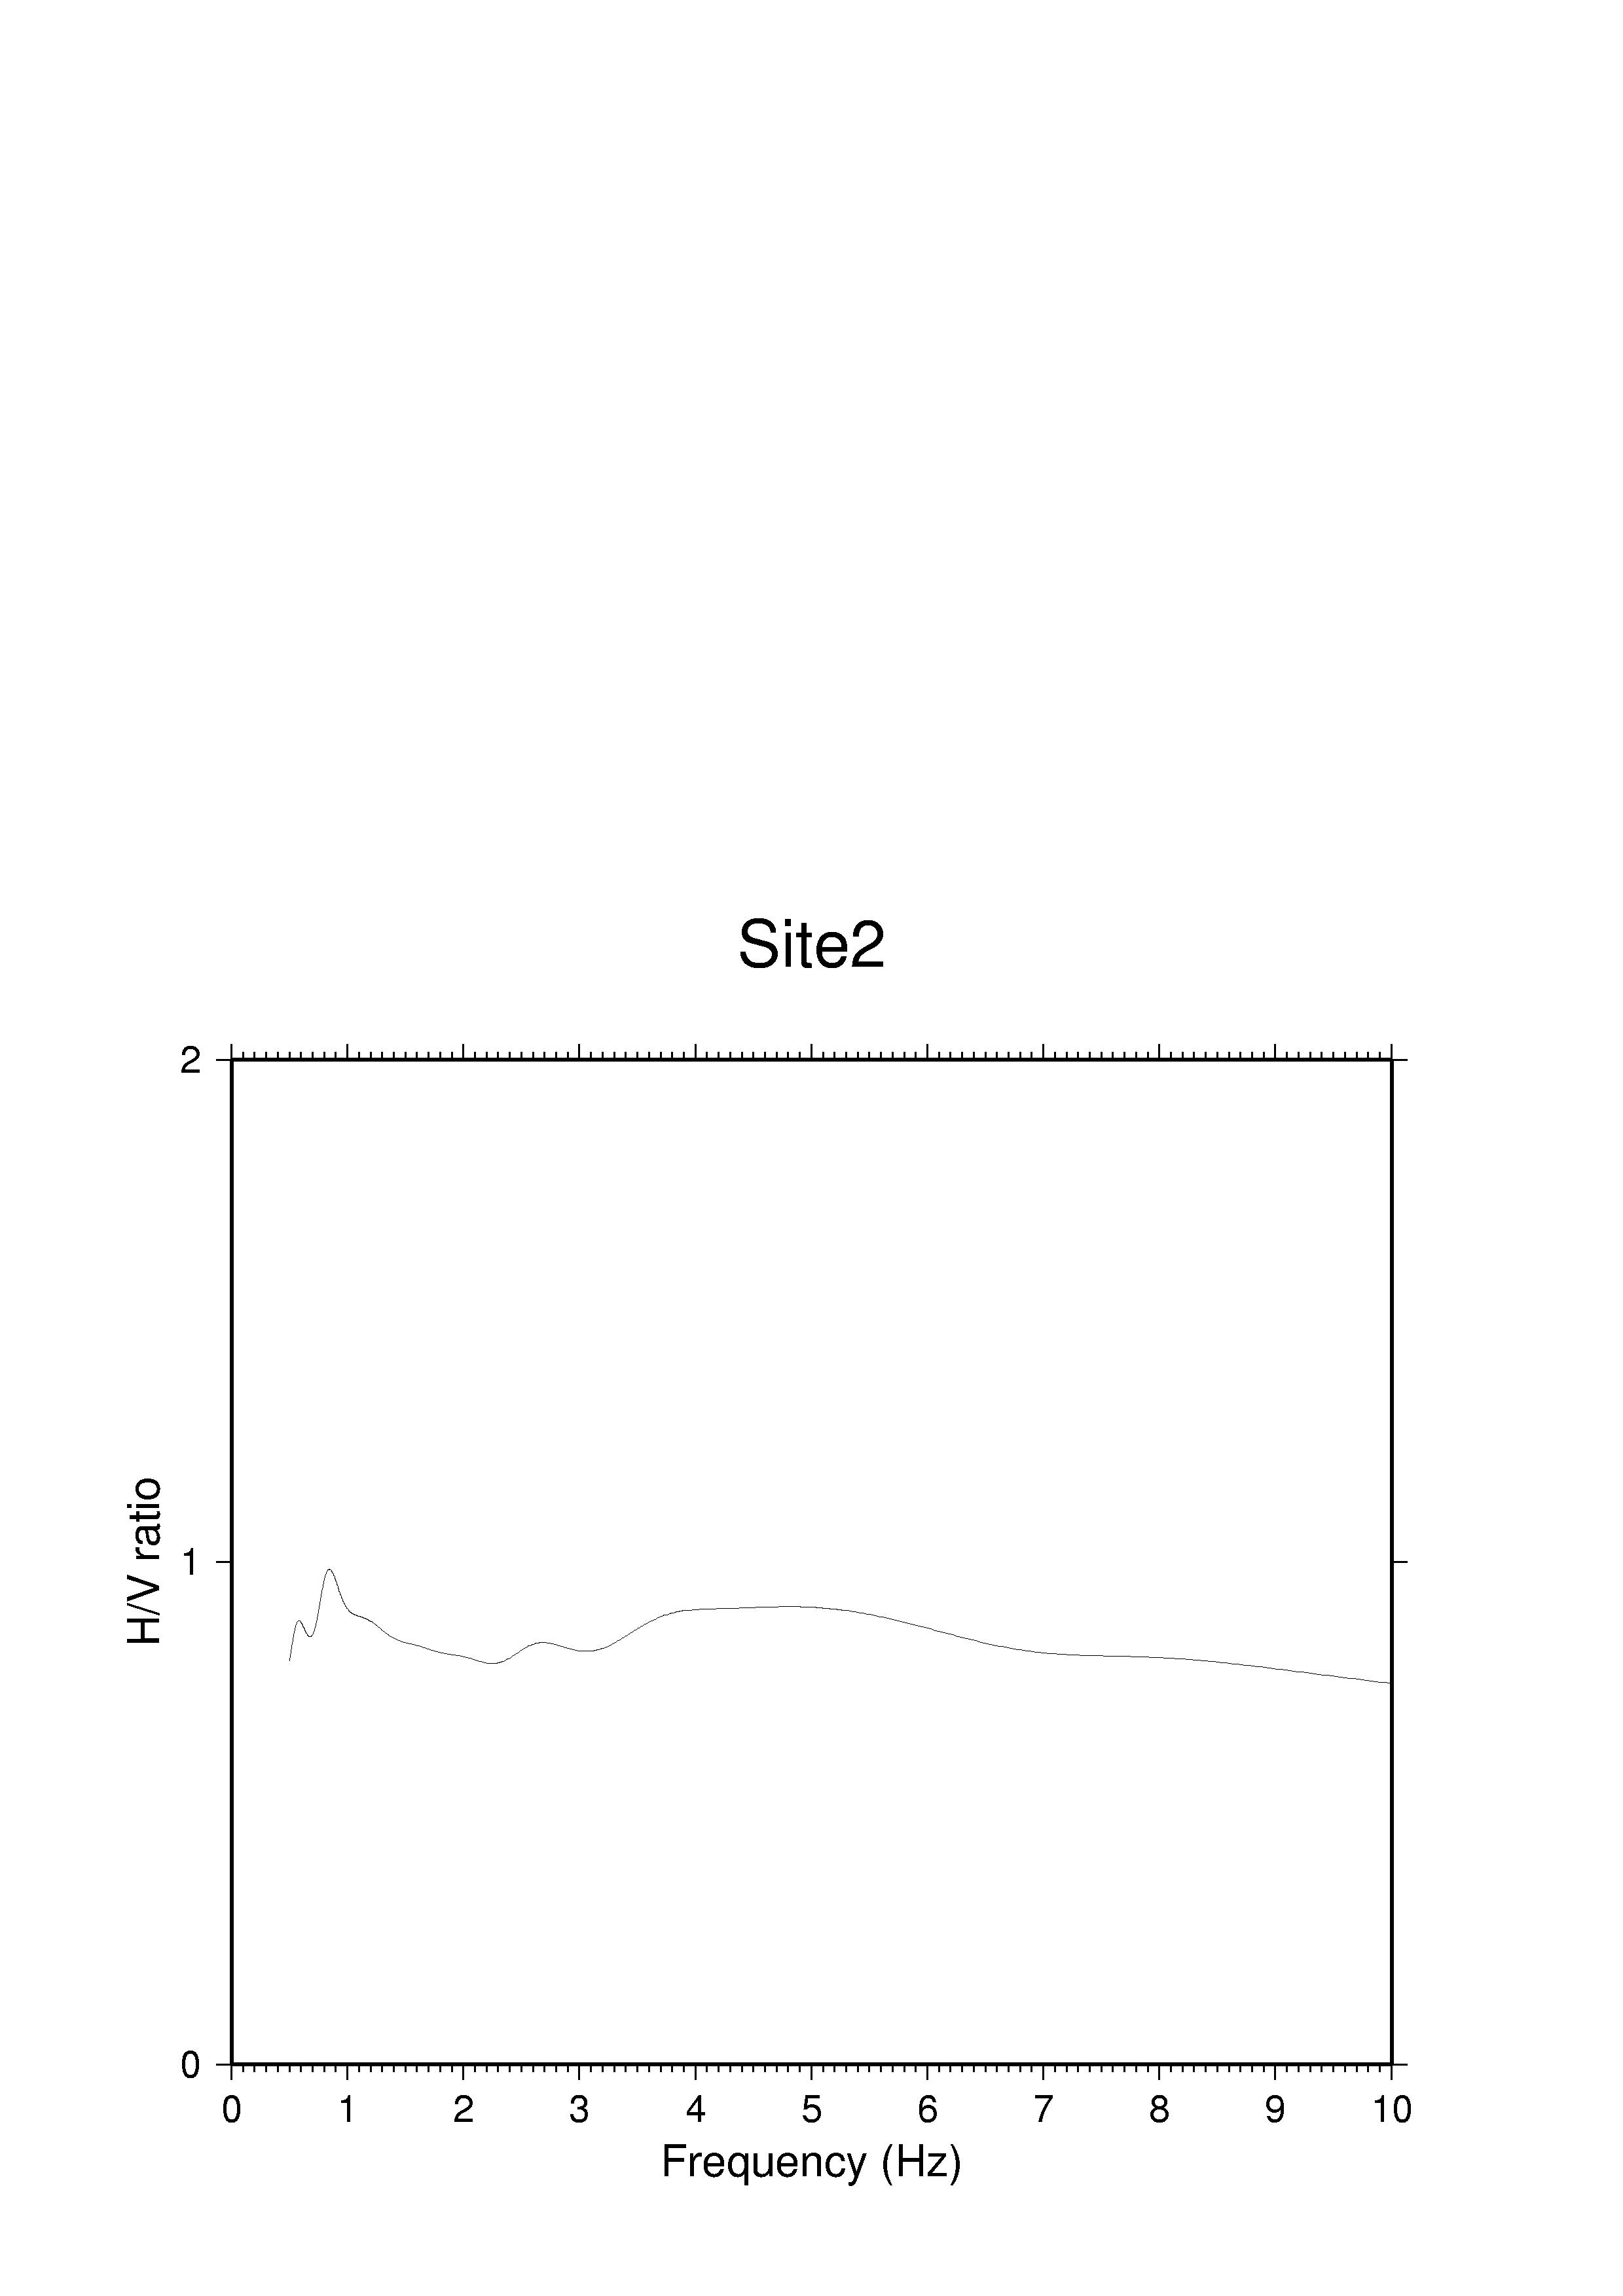 Site2
2
1
0
H/V ratio
0 1 2 3 4 5 6 7 8 9 10
Frequency (Hz)